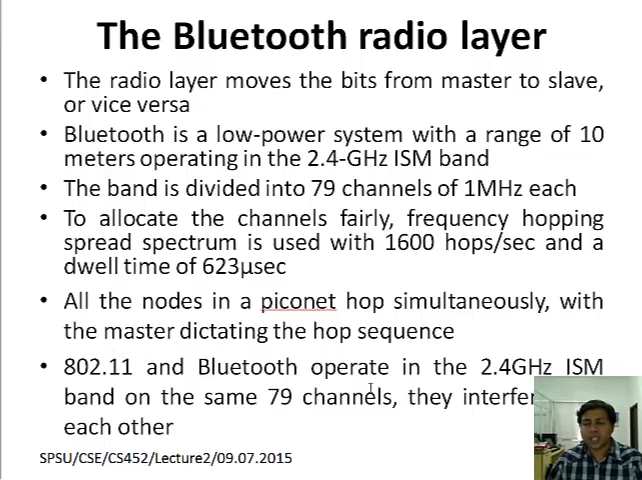 The Bluetooth radio layer
• The radio layer moves the bits from master to slave,
or vice versa
• Bluetooth is a low-power system with a range of 10
meters operating in the 2.4-GHz ISM band
• The band is divided into 79 channels of 1MHz each
• To allocate the channels fairly, frequency hopping
spread spectrum is used with 1600 hops/sec and a
dwell time of 623µsec
• All the nodes in a piconet hop simultaneously, with
the master dictating the hop sequence
• 802.11 and Bluetooth operate in the 2.4GHz ISM
band on the same 79 channels, they
each other
SPSU/CSE/CS452/Lecture2/09.07.2015